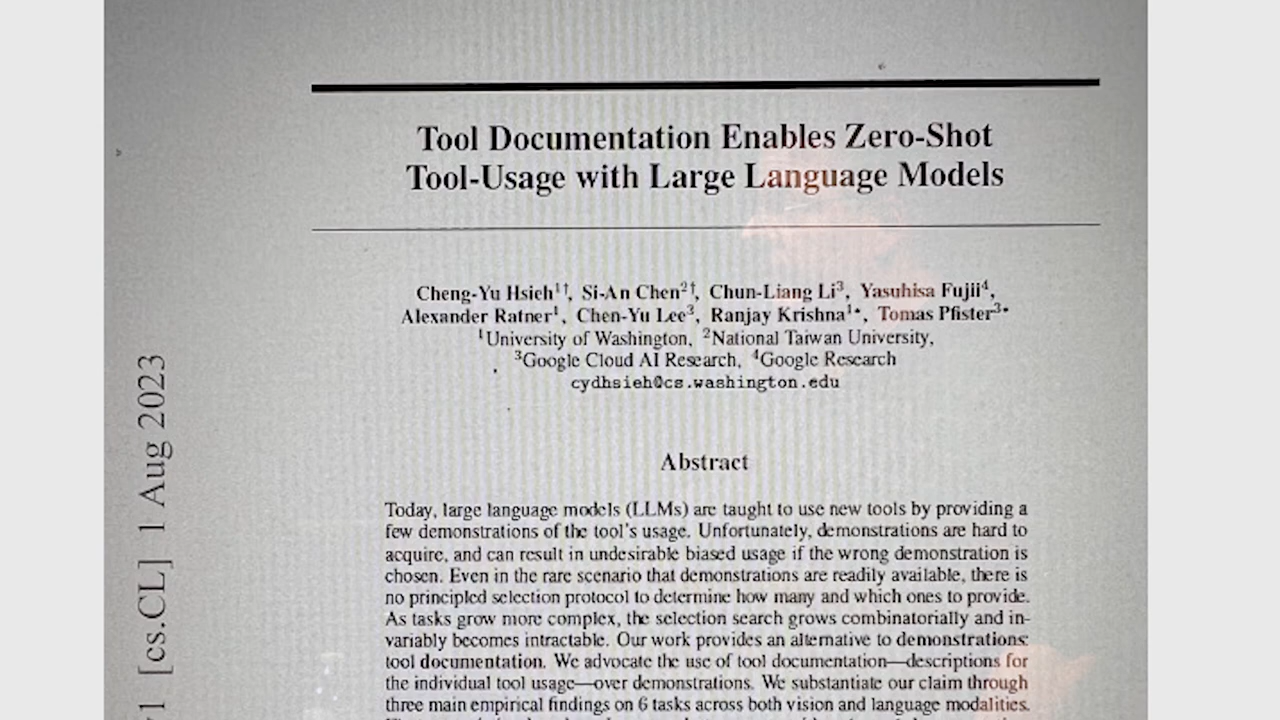 Tool Documentation Enables Zero-Shot
Tool-Usage with Large Language Models
Cheng-Yu Hsieh¹†, Si-An Chen²†, Chun-Liang Li³, Yasuhisa Fujii⁴,
Alexander Ratner¹, Chen-Yu Lee³, Ranjay Krishna¹*, Tomas Pfister³*
¹University of Washington, ²National Taiwan University,
³Google Cloud AI Research, ⁴Google Research
cydhsieh@cs.washington.edu
Abstract
Today, large language models (LLMs) are taught to use new tools by providing a
few demonstrations of the tool's usage. Unfortunately, demonstrations are hard to
acquire, and can result in undesirable biased usage if the wrong demonstration is
chosen. Even in the rare scenario that demonstrations are readily available, there is
no principled selection protocol to determine how many and which ones to provide.
As tasks grow more complex, the selection search grows combinatorially and in-
variably becomes intractable. Our work provides an alternative to demonstrations:
tool documentation. We advocate the use of tool documentation—descriptions for
the individual tool usage—over demonstrations. We substantiate our claim through
three main empirical findings on 6 tasks across both vision and language modalities.
[cs.CL] 1 Aug 2023